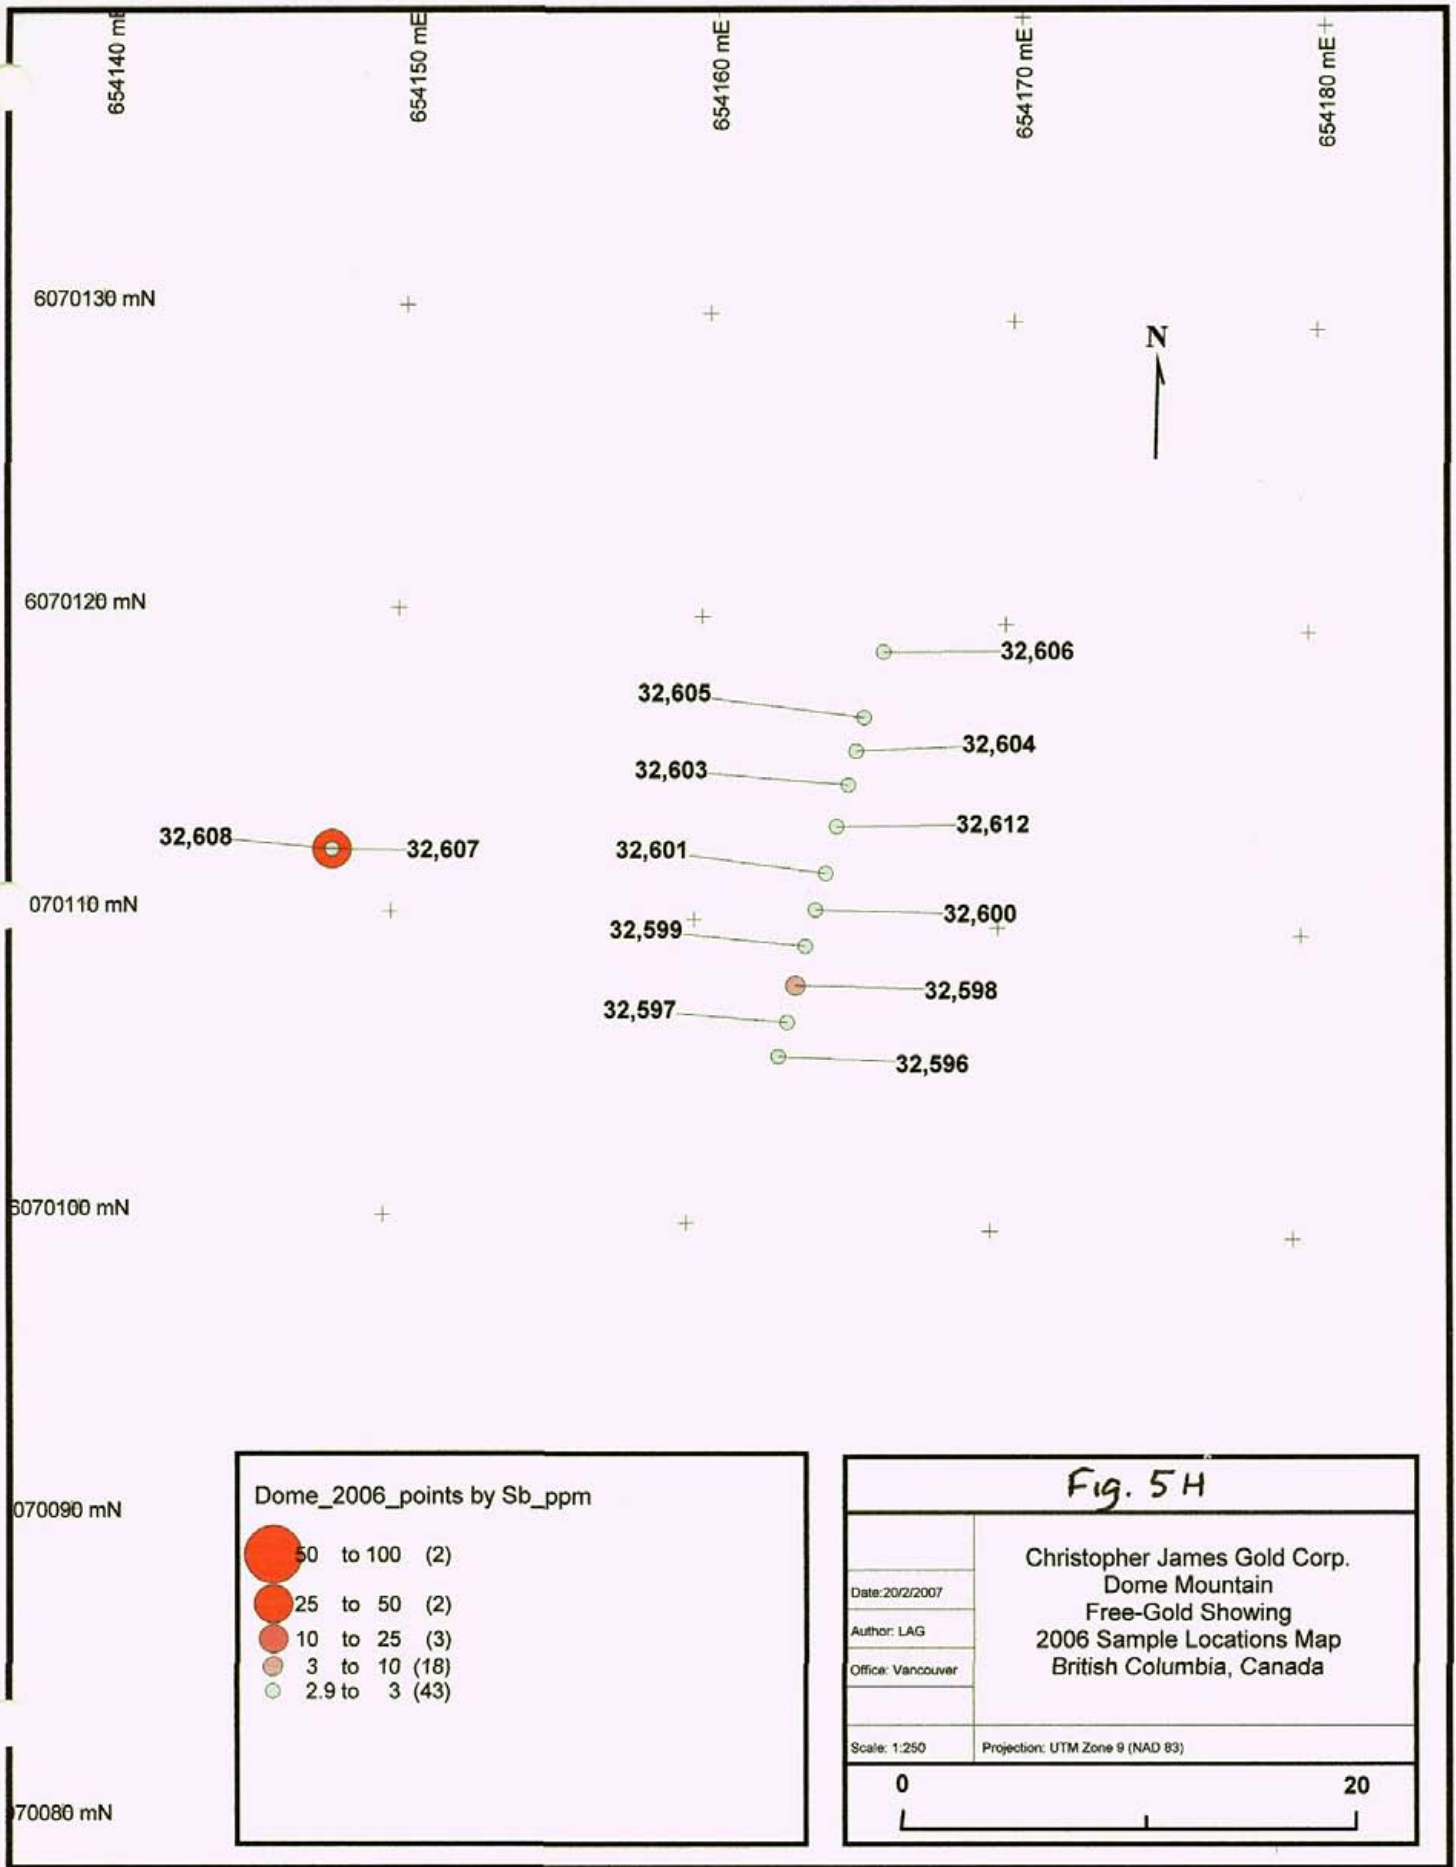 654140 mE
654150 mE
654160 mE
654170 mE
654180 mE
6070130 mN
N
6070120 mN
32,606
32,605
32,604
32,603
32,612
32,608
32,607
32,601
070110 mN
32,600
32,599
32,598
32,597
32,596
6070100 mN
070090 mN
Dome_2006_points by Sb_ppm
50 to 100 (2)
25 to 50 (2)
10 to 25 (3)
3 to 10 (18)
2.9 to 3 (43)
Fig. 5H
Christopher James Gold Corp.
Dome Mountain
Free-Gold Showing
2006 Sample Locations Map
British Columbia, Canada
Date:20/2/2007
Author: LAG
Office: Vancouver
Scale: 1:250
Projection: UTM Zone 9 (NAD 83)
0 20
70080 mN